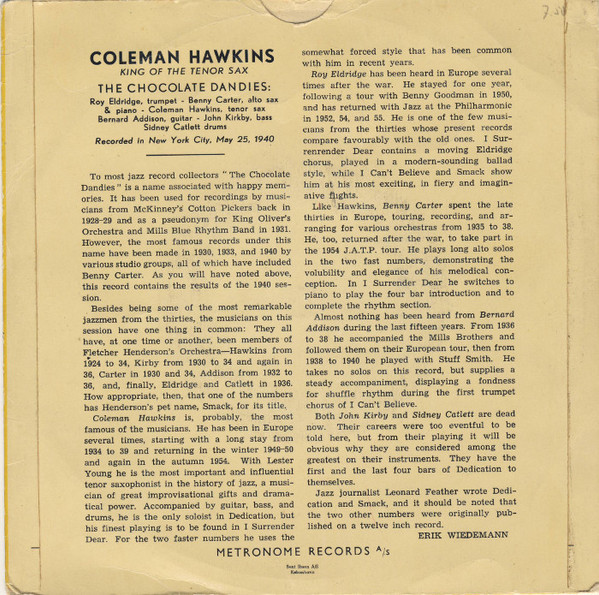 7.50
COLEMAN HAWKINS
KING OF THE TENOR SAX
THE CHOCOLATE DANDIES:
Roy Eldridge, trumpet - Benny Carter, alto sax
& piano - Coleman Hawkins, tenor sax
Bernard Addison, guitar - John Kirby, bass
Sidney Catlett drums
Recorded in New York City, May 25, 1940
To most jazz record collectors "The Chocolate
Dandies" is a name associated with happy mem-
ories. It has been used for recordings by musi-
cians from McKinney's Cotton Pickers back in
1928-29 and as a pseudonym for King Oliver's
Orchestra and Mills Blue Rhythm Band in 1931.
However, the most famous records under this
name have been made in 1930, 1933, and 1940 by
various studio groups, all of which have included
Benny Carter. As you will have noted above,
this record contains the results of the 1940 ses-
sion.
Besides being some of the most remarkable
jazzmen from the thirties, the musicians on this
session have one thing in common: They all
have, at one time or another, been members of
Fletcher Henderson's Orchestra—Hawkins from
1924 to 34, Kirby from 1930 to 34 and again in
36, Carter in 1930 and 34, Addison from 1932 to
36, and, finally, Eldridge and Catlett in 1936.
How appropriate, then, that one of the numbers
has Henderson's pet name, Smack, for its title.
Coleman Hawkins is, probably, the most
famous of the musicians. He has been in Europe
several times, starting with a long stay from
1934 to 39 and returning in the winter 1949-50
and again in the autumn 1954. With Lester
Young he is the most important and influential
tenor saxophonist in the history of jazz, a musi-
cian of great improvisational gifts and drama-
tical power. Accompanied by guitar, bass, and
drums, he is the only soloist in Dedication, but
his finest playing is to be found in I Surrender
Dear. For the two faster numbers he uses the
somewhat forced style that has been common
with him in recent years.
Roy Eldridge has been heard in Europe several
times after the war. He stayed for one year,
following a tour with Benny Goodman in 1950,
and has returned with Jazz at the Philharmonic
in 1952, 54, and 55. He is one of the few musi-
cians from the thirties whose present records
compare favourably with the old ones. I Sur-
renrender Dear contains a moving Eldridge
chorus, played in a modern-sounding ballad
style, while I Can't Believe and Smack show
him at his most exciting, in fiery and imagin-
ative flights.
Like Hawkins, Benny Carter spent the late
thirties in Europe, touring, recording, and ar-
ranging for various orchestras from 1935 to 38.
He, too, returned after the war, to take part in
the 1954 J.A.T.P. tour. He plays long alto solos
in the two fast numbers, demonstrating the
volubility and elegance of his melodical con-
ception. In I Surrender Dear he switches to
piano to play the four bar introduction and to
complete the rhythm section.
Almost nothing has been heard from Bernard
Addison during the last fifteen years. From 1936
to 38 he accompanied the Mills Brothers and
followed them on their European tour, then from
1938 to 1940 he played with Stuff Smith. He
takes no solos on this record, but supplies a
steady accompaniment, displaying a fondness
for shuffle rhythm during the first trumpet
chorus of I Can't Believe.
Both John Kirby and Sidney Catlett are dead
now. Their careers were too eventful to be
told here, but from their playing it will be
obvious why they are considered among the
greatest on their instruments. They have the
first and the last four bars of Dedication to
themselves.
Jazz journalist Leonard Feather wrote Dedi-
cation and Smack, and it should be noted that
the two other numbers were originally pub-
lished on a twelve inch record.
ERIK WIEDEMANN
METRONOME RECORDS A/S